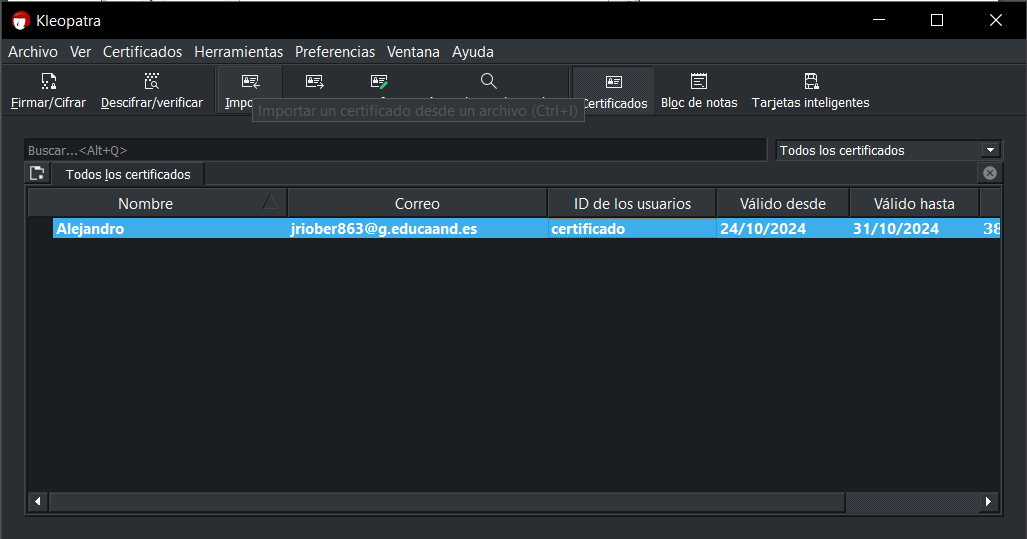 Kleopatra
Archivo Ver Certificados Herramientas Preferencias Ventana Ayuda
Firmar/Cifrar Descifrar/verificar Certificados Bloc de notas Tarjetas inteligentes
Importar un certificado desde un archivo (Ctrl+I)
Buscar...<Alt+Q> Todos los certificados
Todos los certificados
Nombre Correo ID de los usuarios Válido desde Válido hasta
Alejandro jriober863@g.educaand.es certificado 24/10/2024 31/10/2024 38